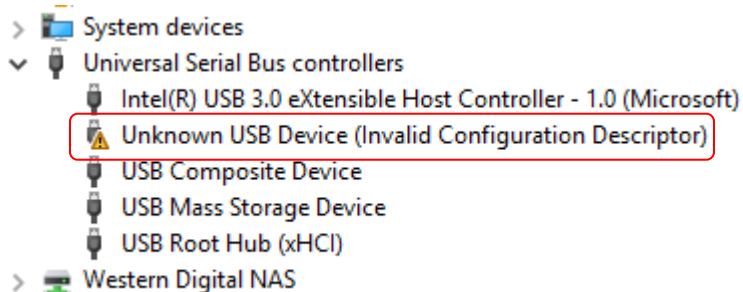 System devices
Universal Serial Bus controllers
Intel(R) USB 3.0 eXtensible Host Controller - 1.0 (Microsoft)
Unknown USB Device (Invalid Configuration Descriptor)
USB Composite Device
USB Mass Storage Device
USB Root Hub (xHCI)
Western Digital NAS